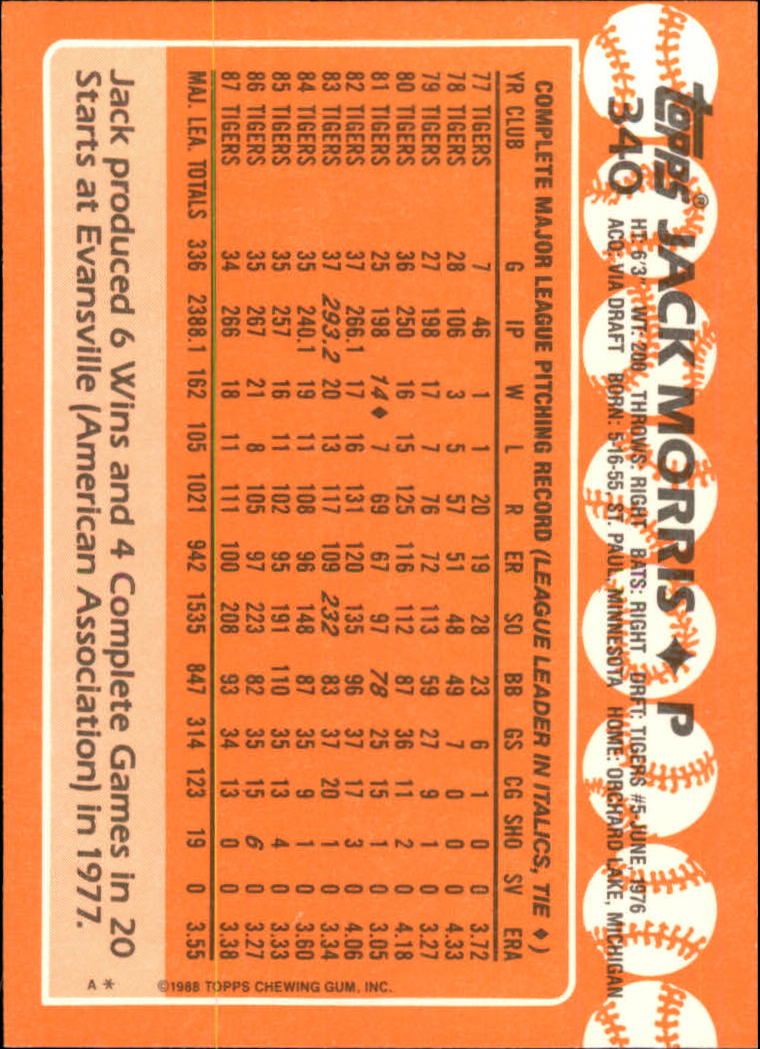 topps® JACK MORRIS ◆ P
340
HT: 6'3" WT: 200 THROWS: RIGHT BATS: RIGHT DRFT: TIGERS #5-JUNE, 1976
ACQ: VIA DRAFT BORN: 5-16-55, ST. PAUL, MINNESOTA HOME: ORCHARD LAKE, MICHIGAN
COMPLETE MAJOR LEAGUE PITCHING RECORD (LEAGUE LEADER IN ITALICS, TIE ◆)
YR CLUB G IP W L R ER SO BB GS CG SHO SV ERA
77 TIGERS 7 46 1 1 20 19 28 23 6 1 0 0 3.72
78 TIGERS 28 106 3 5 57 51 48 49 7 0 0 0 4.33
79 TIGERS 27 198 17 7 76 72 113 59 27 9 1 0 3.27
80 TIGERS 36 250 16 15 125 116 112 87 36 11 2 0 4.18
81 TIGERS 25 198 14◆ 7 69 67 97 78 25 15 1 0 3.05
82 TIGERS 37 266.1 17 16 131 120 135 96 37 17 3 0 4.06
83 TIGERS 37 293.2 20 13 117 109 232 83 37 20 1 0 3.34
84 TIGERS 35 240.1 19 11 108 96 148 87 35 9 1 0 3.60
85 TIGERS 35 257 16 11 102 95 191 110 35 13 4 0 3.33
86 TIGERS 35 267 21 8 105 97 223 82 35 15 6 0 3.27
87 TIGERS 34 266 18 11 111 100 208 93 34 13 0 0 3.38
MAJ. LEA. TOTALS 336 2388.1 162 105 1021 942 1535 847 314 123 19 0 3.55
Jack produced 6 Wins and 4 Complete Games in 20
Starts at Evansville (American Association) in 1977.
©1988 TOPPS CHEWING GUM, INC.
A *